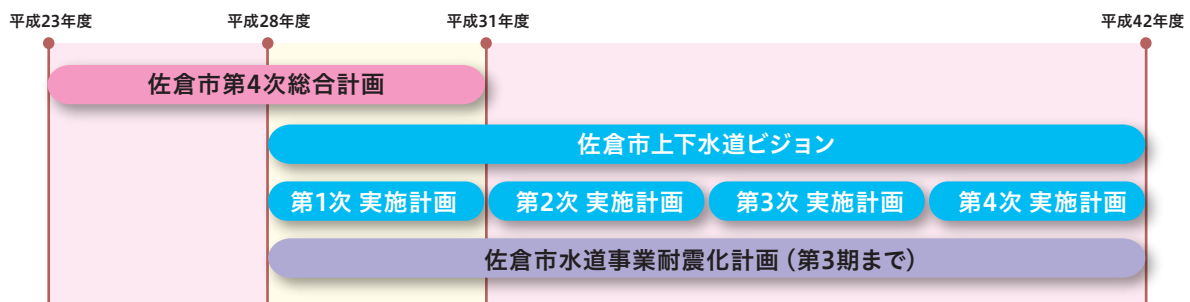 平成23年度 平成28年度 平成31年度 平成42年度
佐倉市第4次総合計画
佐倉市上下水道ビジョン
第1次 実施計画 第2次 実施計画 第3次 実施計画 第4次 実施計画
佐倉市水道事業耐震化計画（第3期まで）